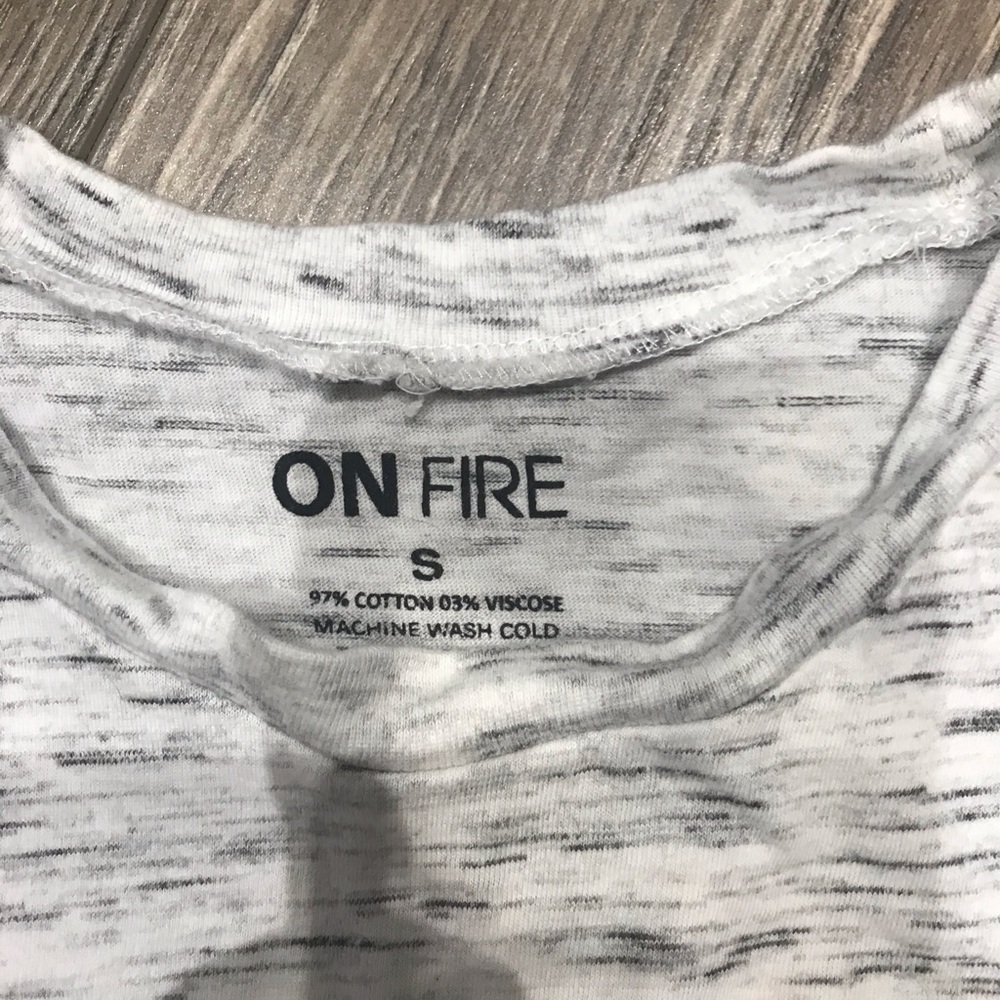 ON FIRE
S
97% COTTON 03% VISCOSE
MACHINE WASH COLD